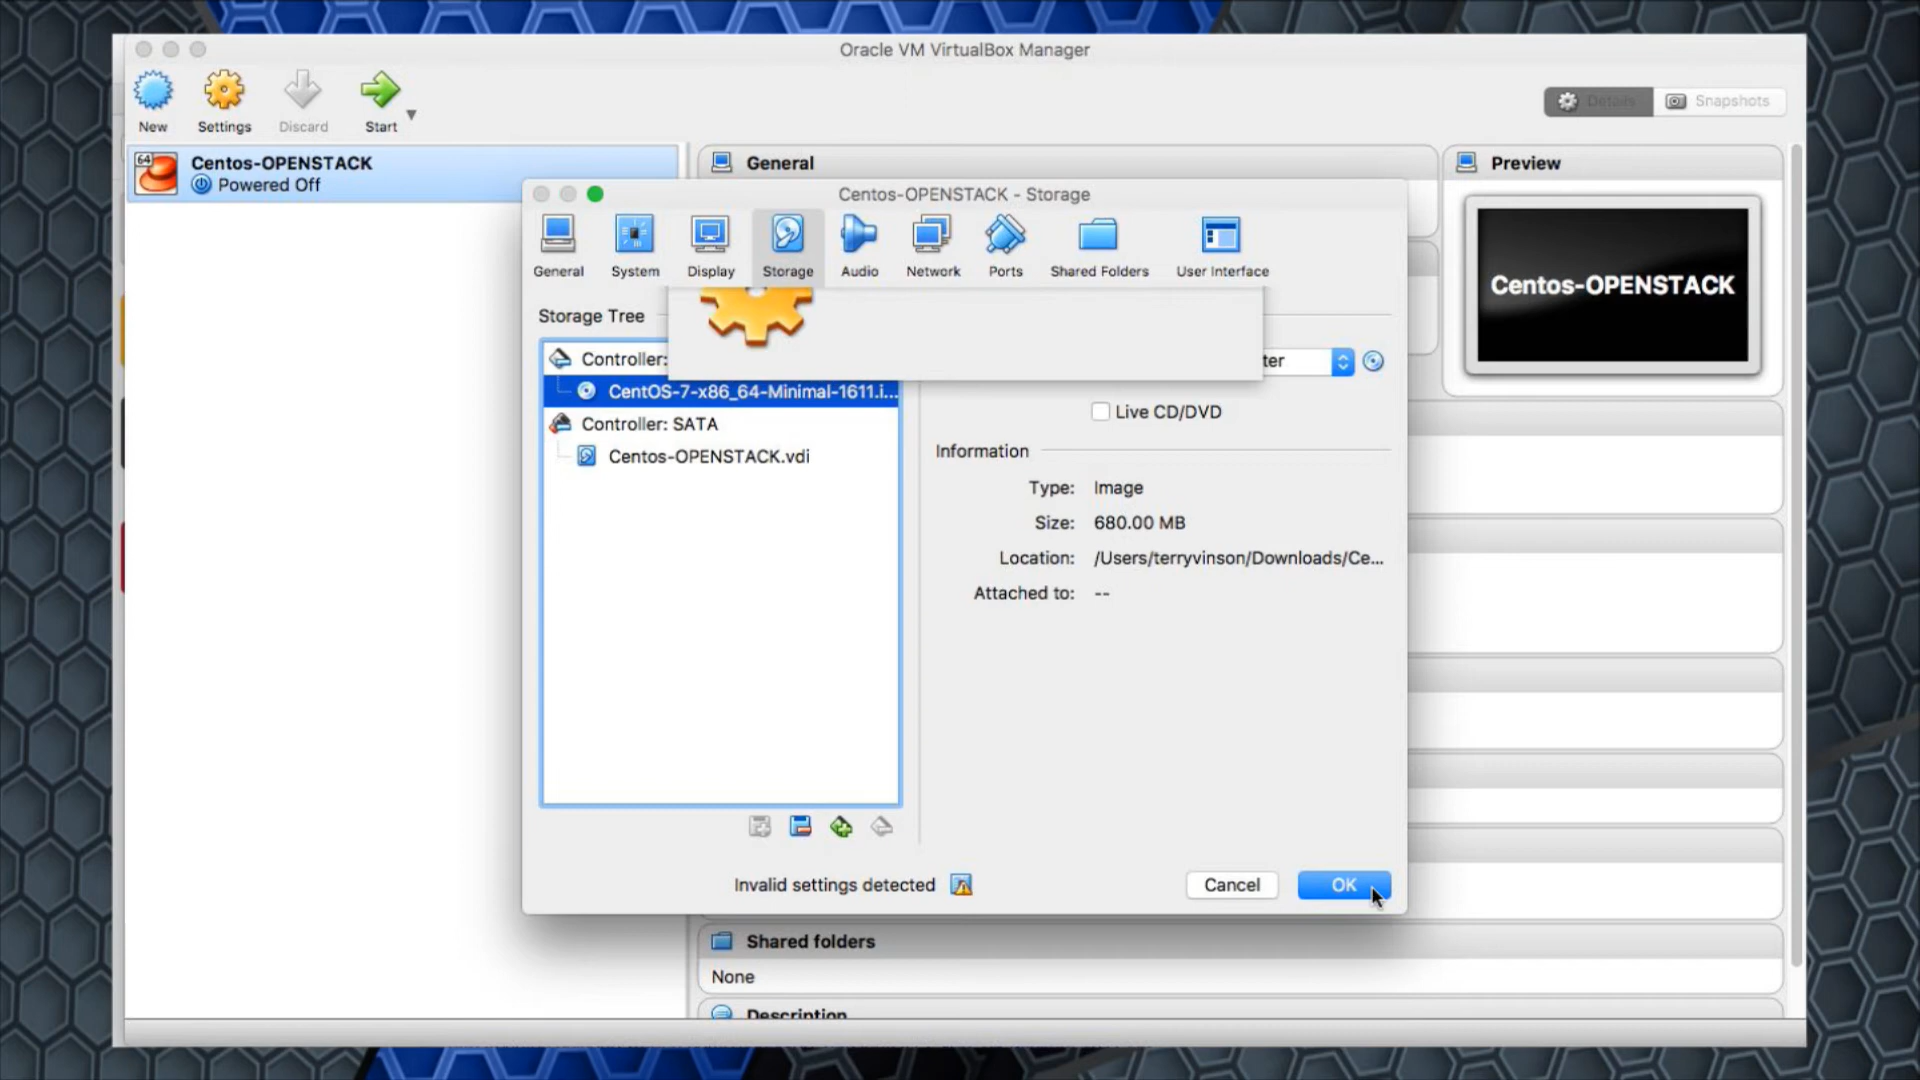 Oracle VM VirtualBox Manager
New
Settings
Discard
Start
Details
Snapshots
64
Centos-OPENSTACK
Powered Off
General
Preview
Centos-OPENSTACK
Centos-OPENSTACK - Storage
General
System
Display
Storage
Audio
Network
Ports
Shared Folders
User Interface
Storage Tree
Controller:
CentOS-7-x86_64-Minimal-1611.i...
Controller: SATA
Centos-OPENSTACK.vdi
ter
Live CD/DVD
Information
Type: Image
Size: 680.00 MB
Location: /Users/terryvinson/Downloads/Ce...
Attached to: --
Invalid settings detected
Cancel
OK
Shared folders
None
Description